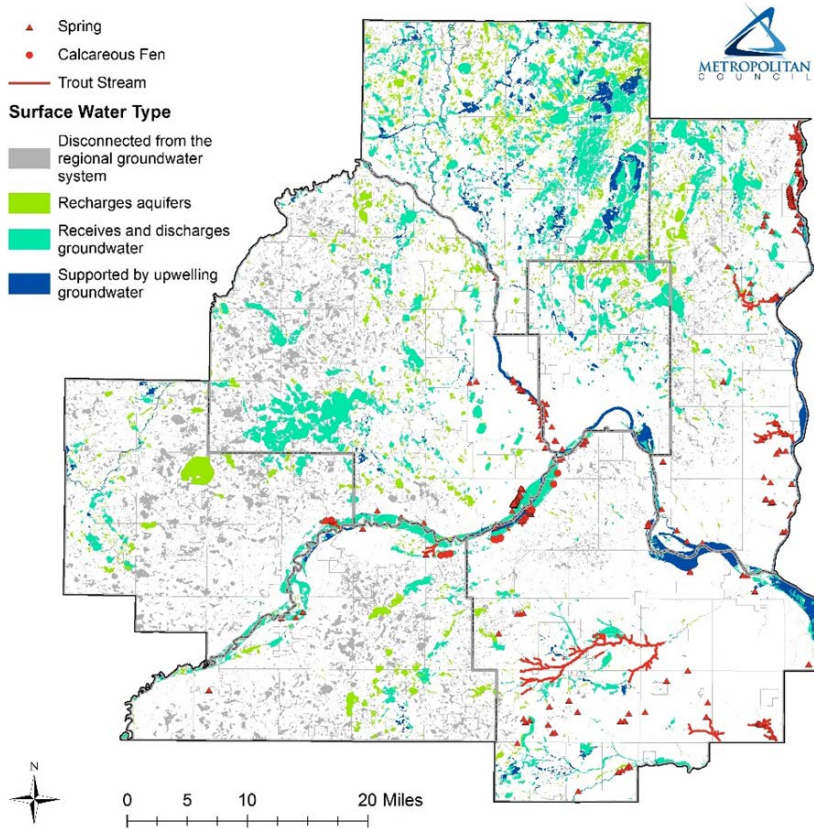 Spring
Calcareous Fen
Trout Stream
Surface Water Type
Disconnected from the
regional groundwater
system
Recharges aquifers
Receives and discharges
groundwater
Supported by upwelling
groundwater
METROPOLITAN
COUNCIL
N
0 5 10 20 Miles